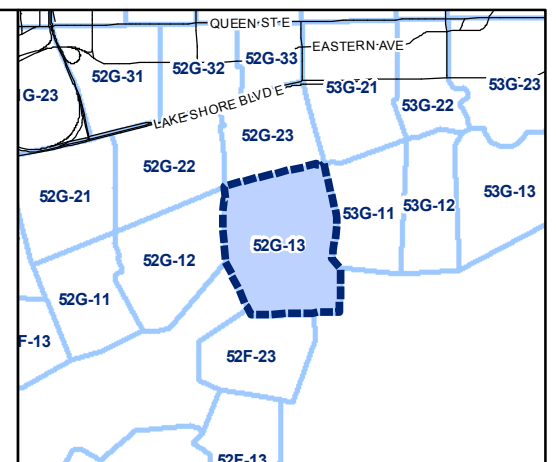 QUEEN ST E
EASTERN AVE
52G-31
52G-32
52G-33
G-23
LAKE SHORE BLVD E
53G-21
53G-22
53G-23
52G-23
52G-22
52G-21
53G-11
53G-12
53G-13
52G-13
52G-12
52G-11
F-13
52F-23
52F-13